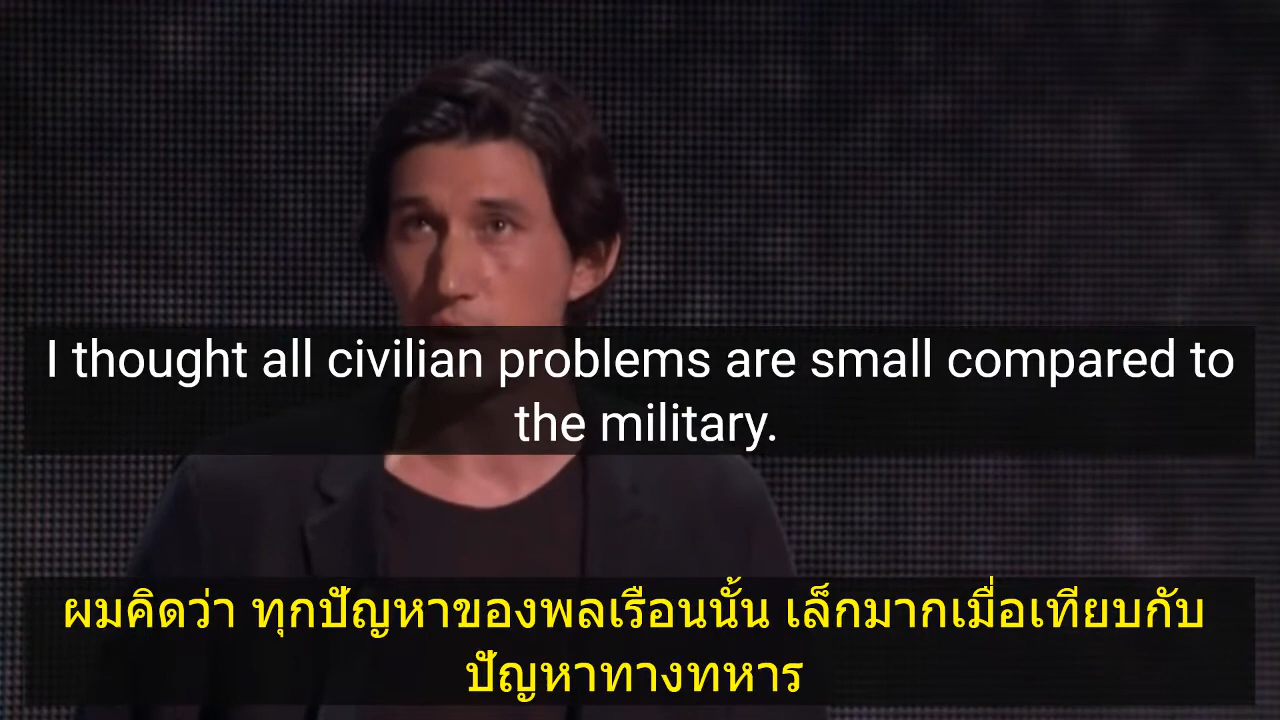 I thought all civilian problems are small compared to
the military.
ผมคิดว่า ทุกปัญหาของพลเรือนนั้น เล็กมากเมื่อเทียบกับ
ปัญหาทางทหาร